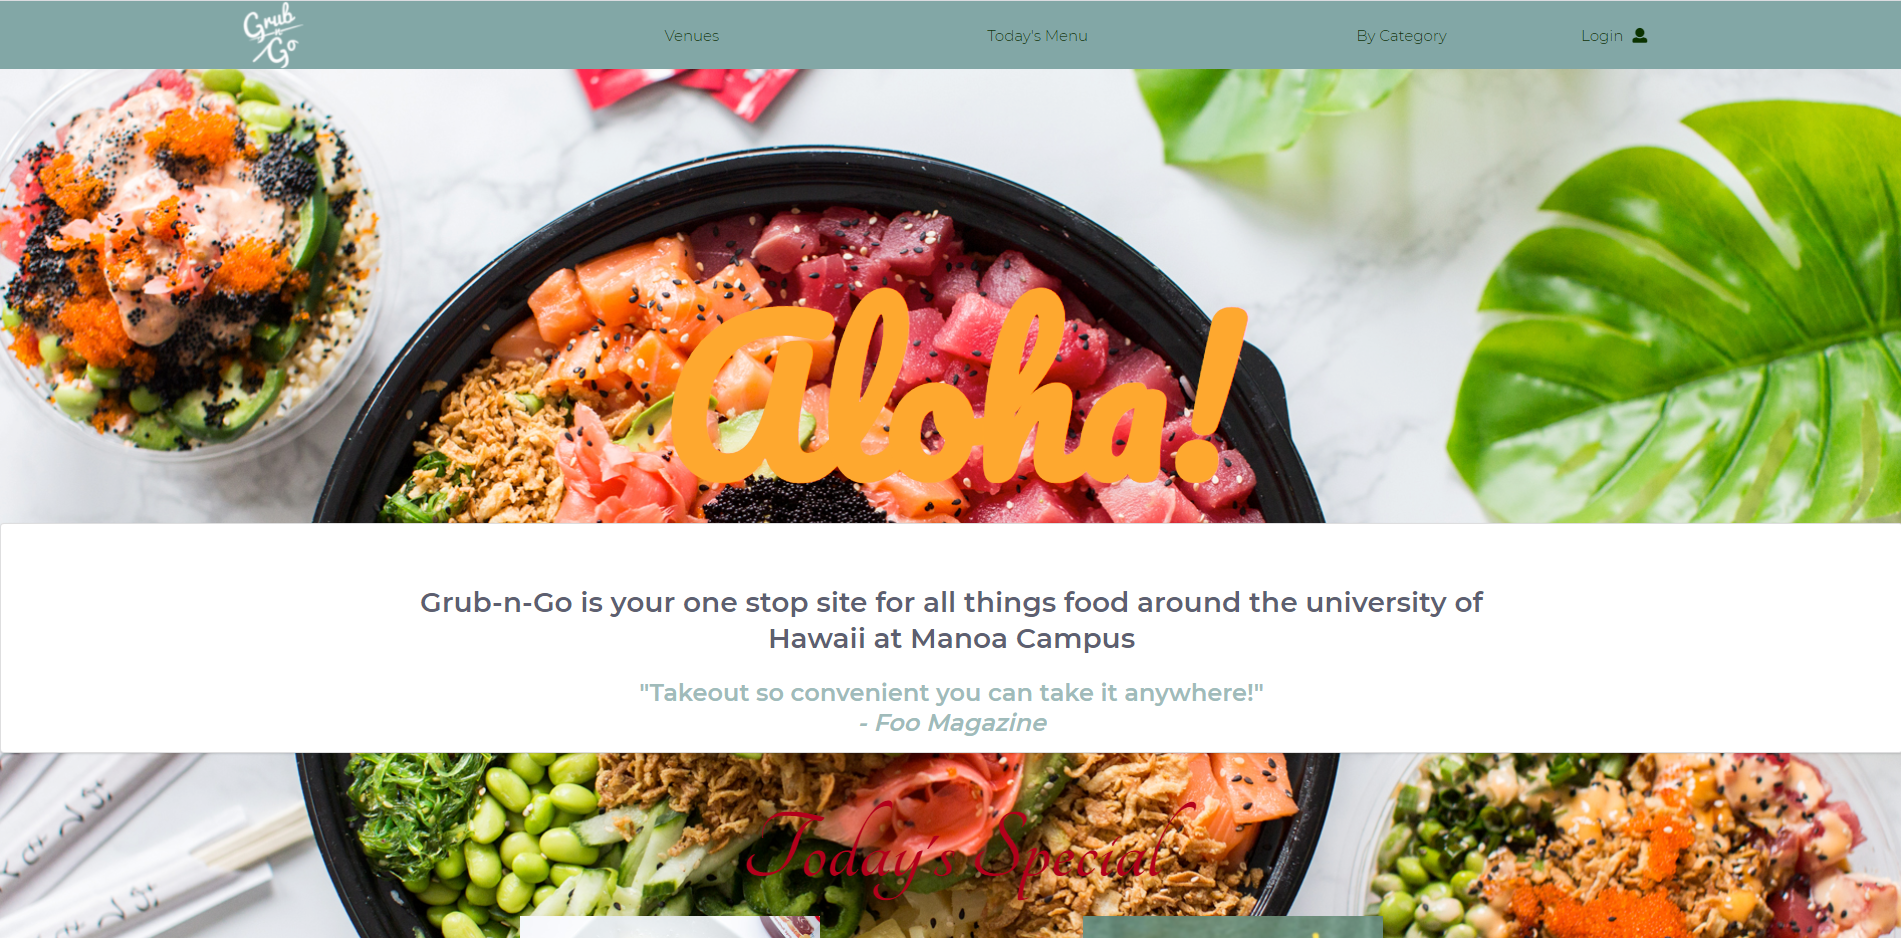 Grub
n
Go
Venues
Today's Menu
By Category
Login
Aloha!
Grub-n-Go is your one stop site for all things food around the university of
Hawaii at Manoa Campus
"Takeout so convenient you can take it anywhere!"
- Foo Magazine
Today's Special